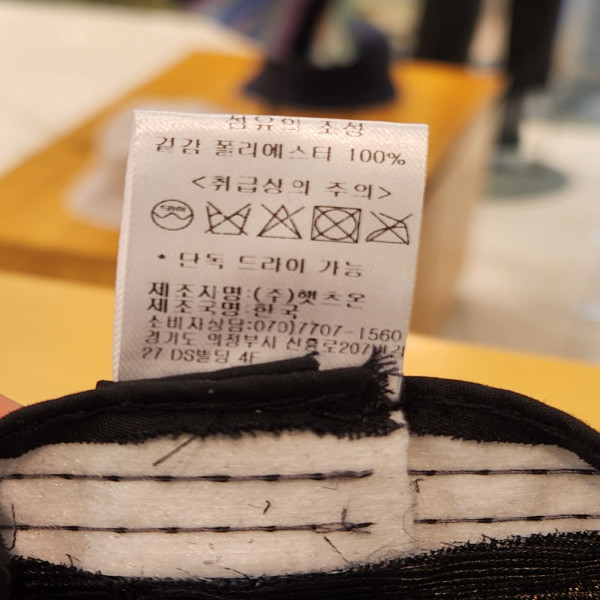 섬유의 조성
겉감 폴리에스터 100%
<취급상의 주의>
* 단독 드라이 가능
제조자명:(주)햇츠온
제조국명:한국
소비자상담:070)7707-1560
경기도 의정부시 신흥로207번길
27 DS빌딩 4F